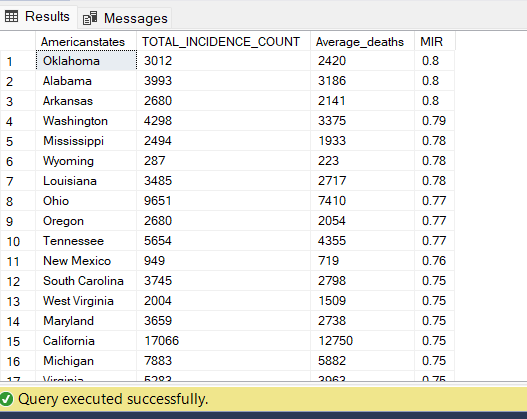 Results Messages
Americanstates TOTAL_INCIDENCE_COUNT Average_deaths MIR
1 Oklahoma 3012 2420 0.8
2 Alabama 3993 3186 0.8
3 Arkansas 2680 2141 0.8
4 Washington 4298 3375 0.79
5 Mississippi 2494 1933 0.78
6 Wyoming 287 223 0.78
7 Louisiana 3485 2717 0.78
8 Ohio 9651 7410 0.77
9 Oregon 2680 2054 0.77
10 Tennessee 5654 4355 0.77
11 New Mexico 949 719 0.76
12 South Carolina 3745 2798 0.75
13 West Virginia 2004 1509 0.75
14 Maryland 3659 2738 0.75
15 California 17066 12750 0.75
16 Michigan 7883 5882 0.75
17 Virginia 5283 3963 0.75
Query executed successfully.